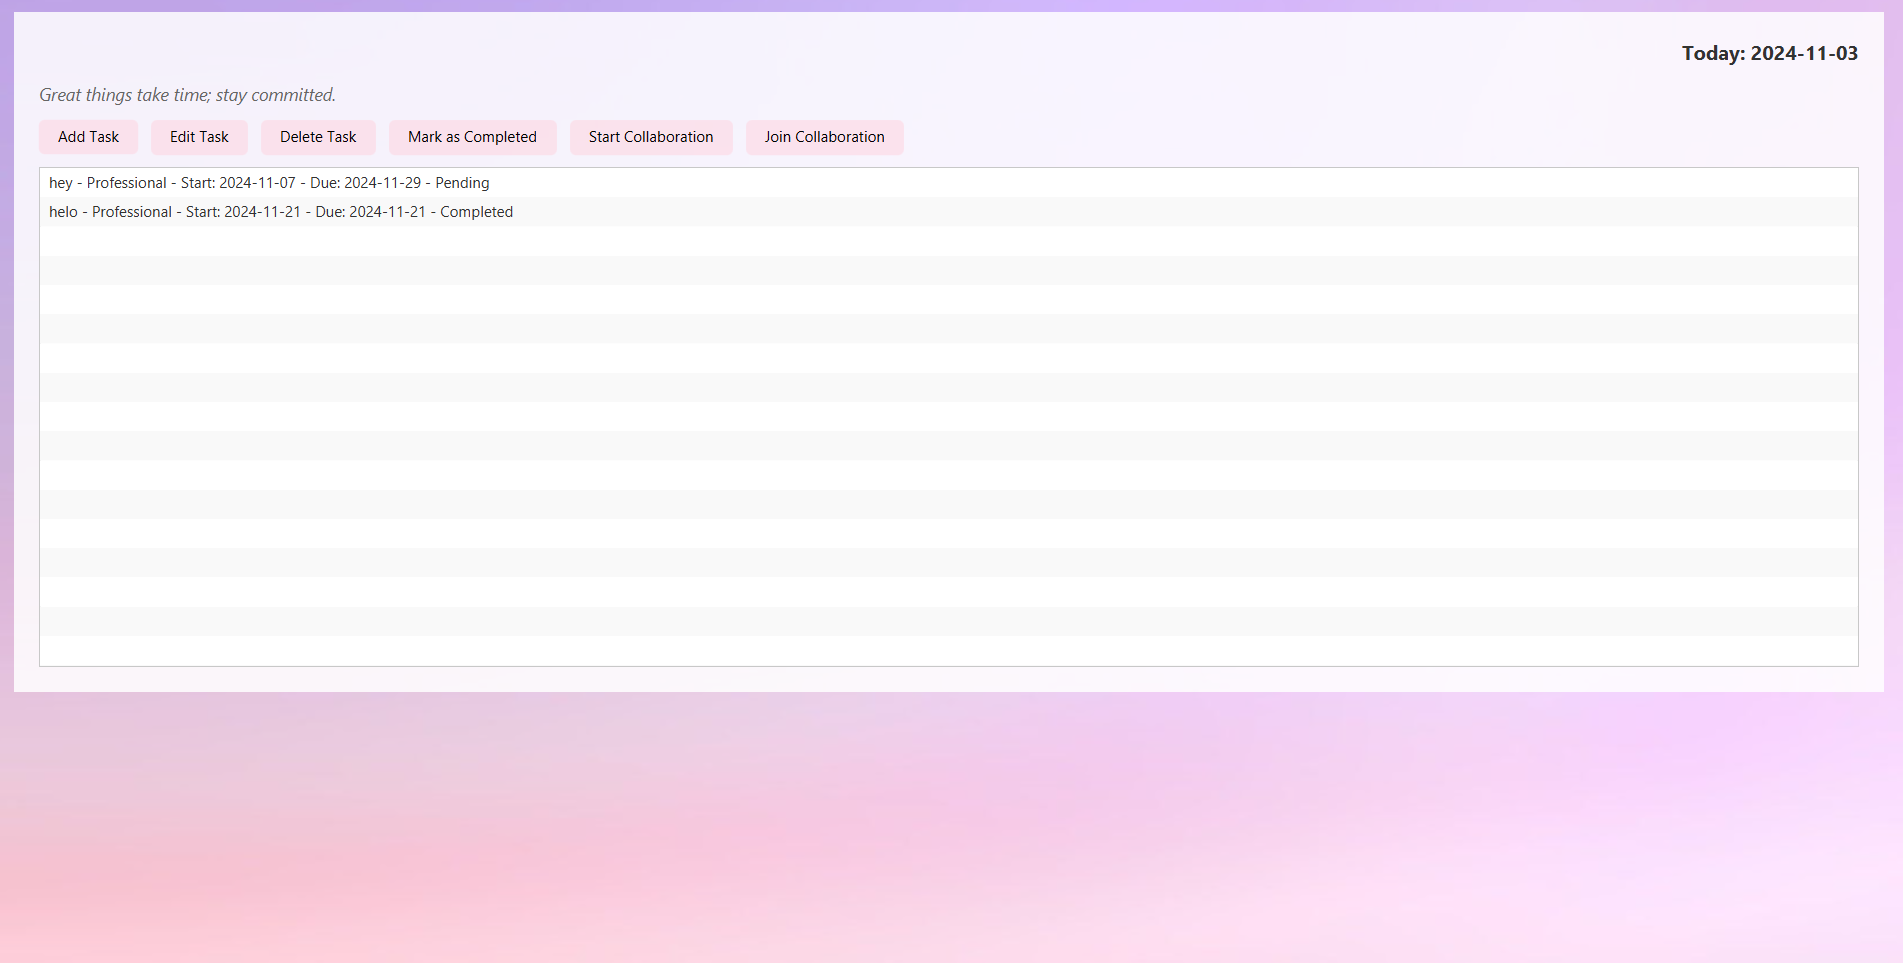 Today: 2024-11-03
Great things take time; stay committed.
Add Task Edit Task Delete Task Mark as Completed Start Collaboration Join Collaboration
hey - Professional - Start: 2024-11-07 - Due: 2024-11-29 - Pending
helo - Professional - Start: 2024-11-21 - Due: 2024-11-21 - Completed